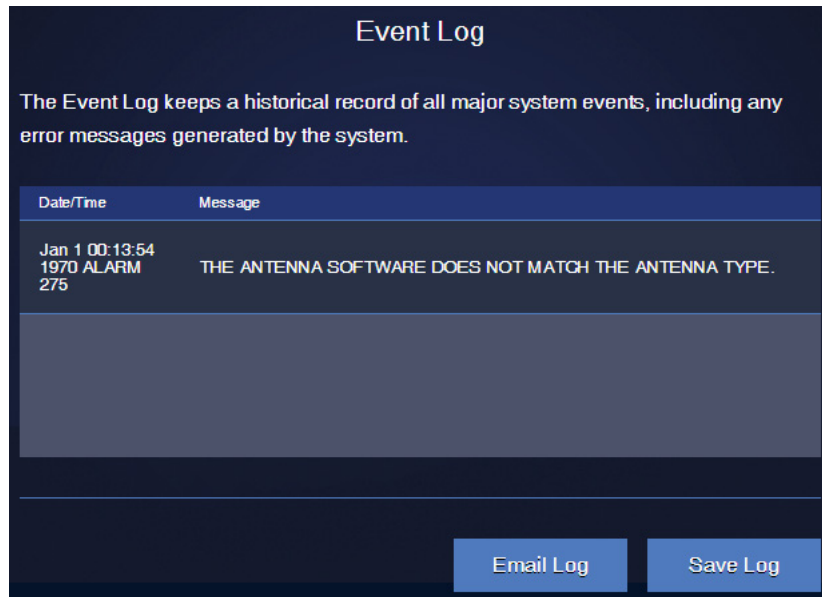 Event Log
The Event Log keeps a historical record of all major system events, including any
error messages generated by the system.
Date/Time Message
Jan 1 00:13:54
1970 ALARM
275
THE ANTENNA SOFTWARE DOES NOT MATCH THE ANTENNA TYPE.
Email Log Save Log